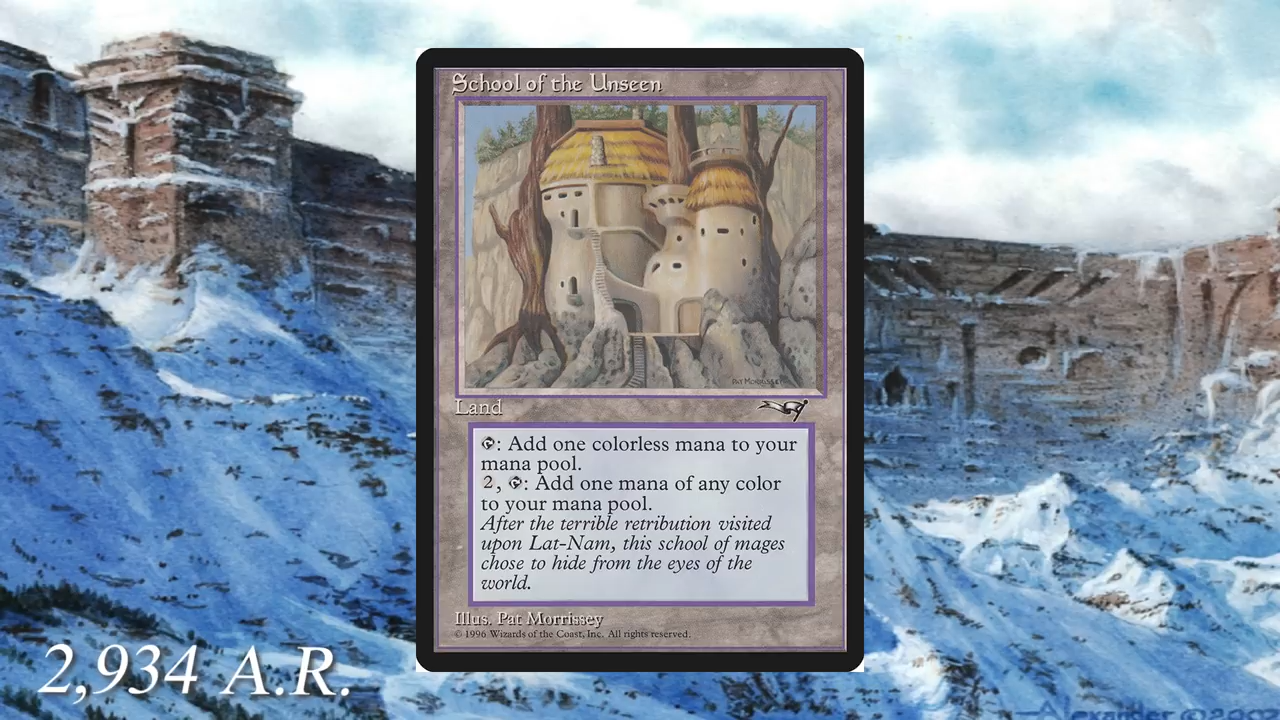 School of the Unseen
PAT MORRISSEY
Land
: Add one colorless mana to your
mana pool.
2, : Add one mana of any color
to your mana pool.
After the terrible retribution visited
upon Lat-Nam, this school of mages
chose to hide from the eyes of the
world.
Illus. Pat Morrissey
© 1996 Wizards of the Coast, Inc. All rights reserved.
2,934 A.R.